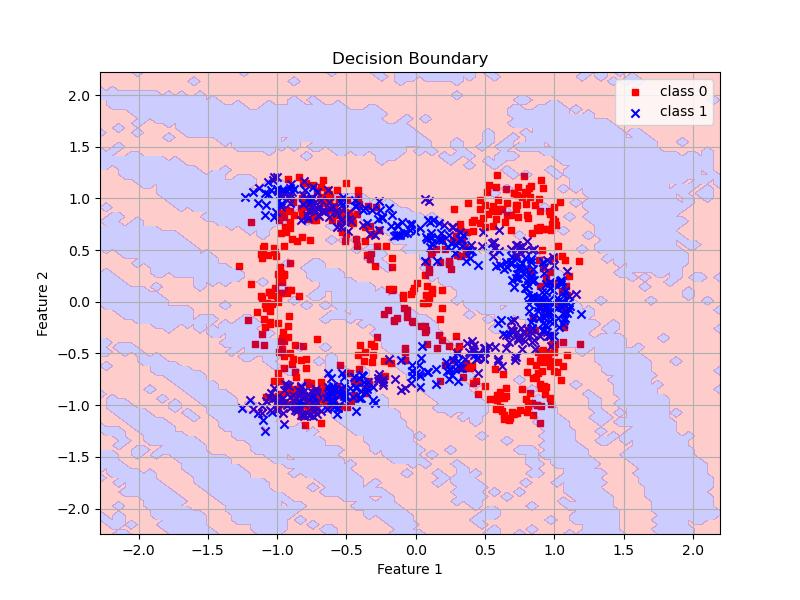 Decision Boundary
class 0
class 1
2.0
1.5
1.0
0.5
0.0
−0.5
−1.0
−1.5
−2.0
Feature 2
−2.0 −1.5 −1.0 −0.5 0.0 0.5 1.0 1.5 2.0
Feature 1